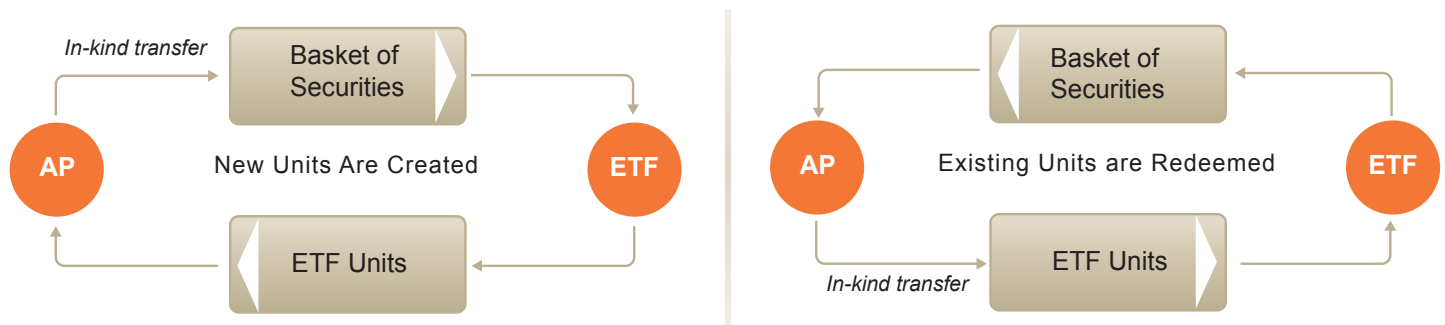 In-kind transfer
Basket of
Securities
AP
New Units Are Created
ETF
ETF Units
Basket of
Securities
AP
Existing Units are Redeemed
ETF
ETF Units
In-kind transfer